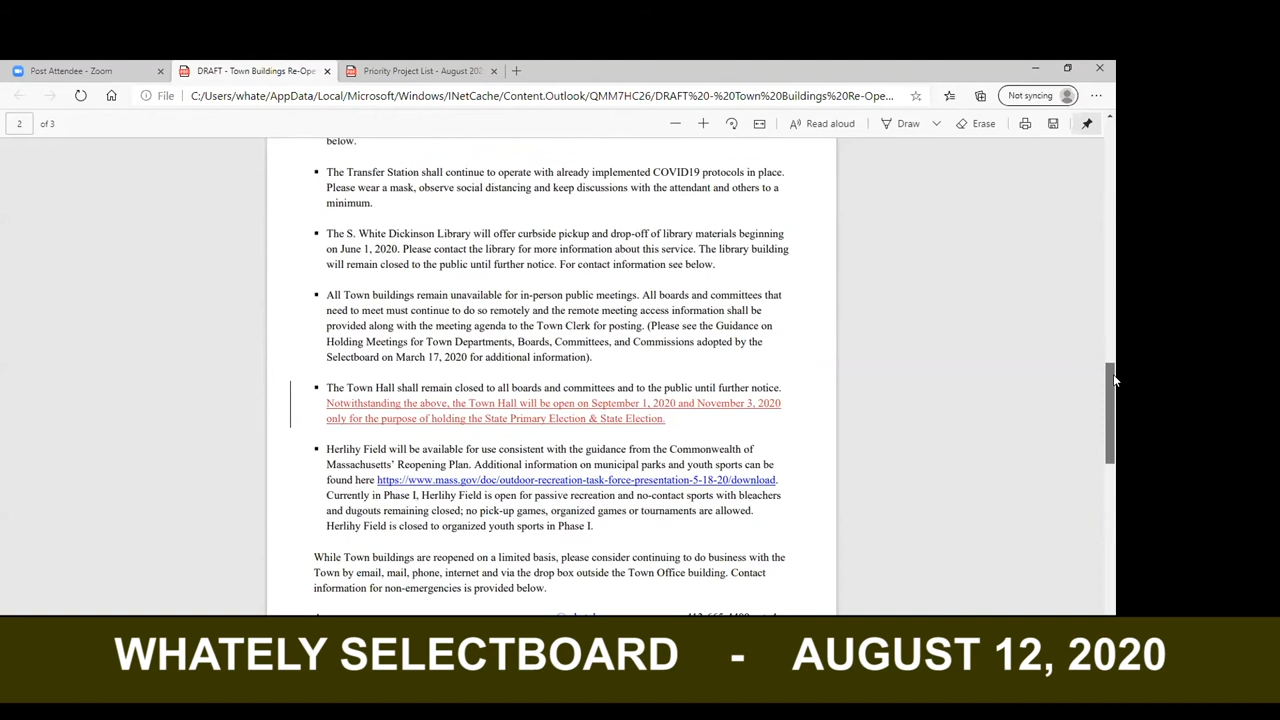 Post Attendee - Zoom
DRAFT - Town Buildings Re-Ope
Priority Project List - August 202
File
C:/Users/whate/AppData/Local/Microsoft/Windows/INetCache/Content.Outlook/QMM7HC26/DRAFT%20-%20Town%20Buildings%20Re-Ope...
Not syncing
2 of 3
Read aloud
Draw
Erase
below.
The Transfer Station shall continue to operate with already implemented COVID19 protocols in place.
Please wear a mask, observe social distancing and keep discussions with the attendant and others to a
minimum.
The S. White Dickinson Library will offer curbside pickup and drop-off of library materials beginning
on June 1, 2020. Please contact the library for more information about this service. The library building
will remain closed to the public until further notice. For contact information see below.
All Town buildings remain unavailable for in-person public meetings. All boards and committees that
need to meet must continue to do so remotely and the remote meeting access information shall be
provided along with the meeting agenda to the Town Clerk for posting. (Please see the Guidance on
Holding Meetings for Town Departments, Boards, Committees, and Commissions adopted by the
Selectboard on March 17, 2020 for additional information).
The Town Hall shall remain closed to all boards and committees and to the public until further notice.
Notwithstanding the above, the Town Hall will be open on September 1, 2020 and November 3, 2020
only for the purpose of holding the State Primary Election & State Election.
Herlihy Field will be available for use consistent with the guidance from the Commonwealth of
Massachusetts' Reopening Plan. Additional information on municipal parks and youth sports can be
found here https://www.mass.gov/doc/outdoor-recreation-task-force-presentation-5-18-20/download.
Currently in Phase I, Herlihy Field is open for passive recreation and no-contact sports with bleachers
and dugouts remaining closed; no pick-up games, organized games or tournaments are allowed.
Herlihy Field is closed to organized youth sports in Phase I.
While Town buildings are reopened on a limited basis, please consider continuing to do business with the
Town by email, mail, phone, internet and via the drop box outside the Town Office building. Contact
information for non-emergencies is provided below.
WHATELY SELECTBOARD - AUGUST 12, 2020